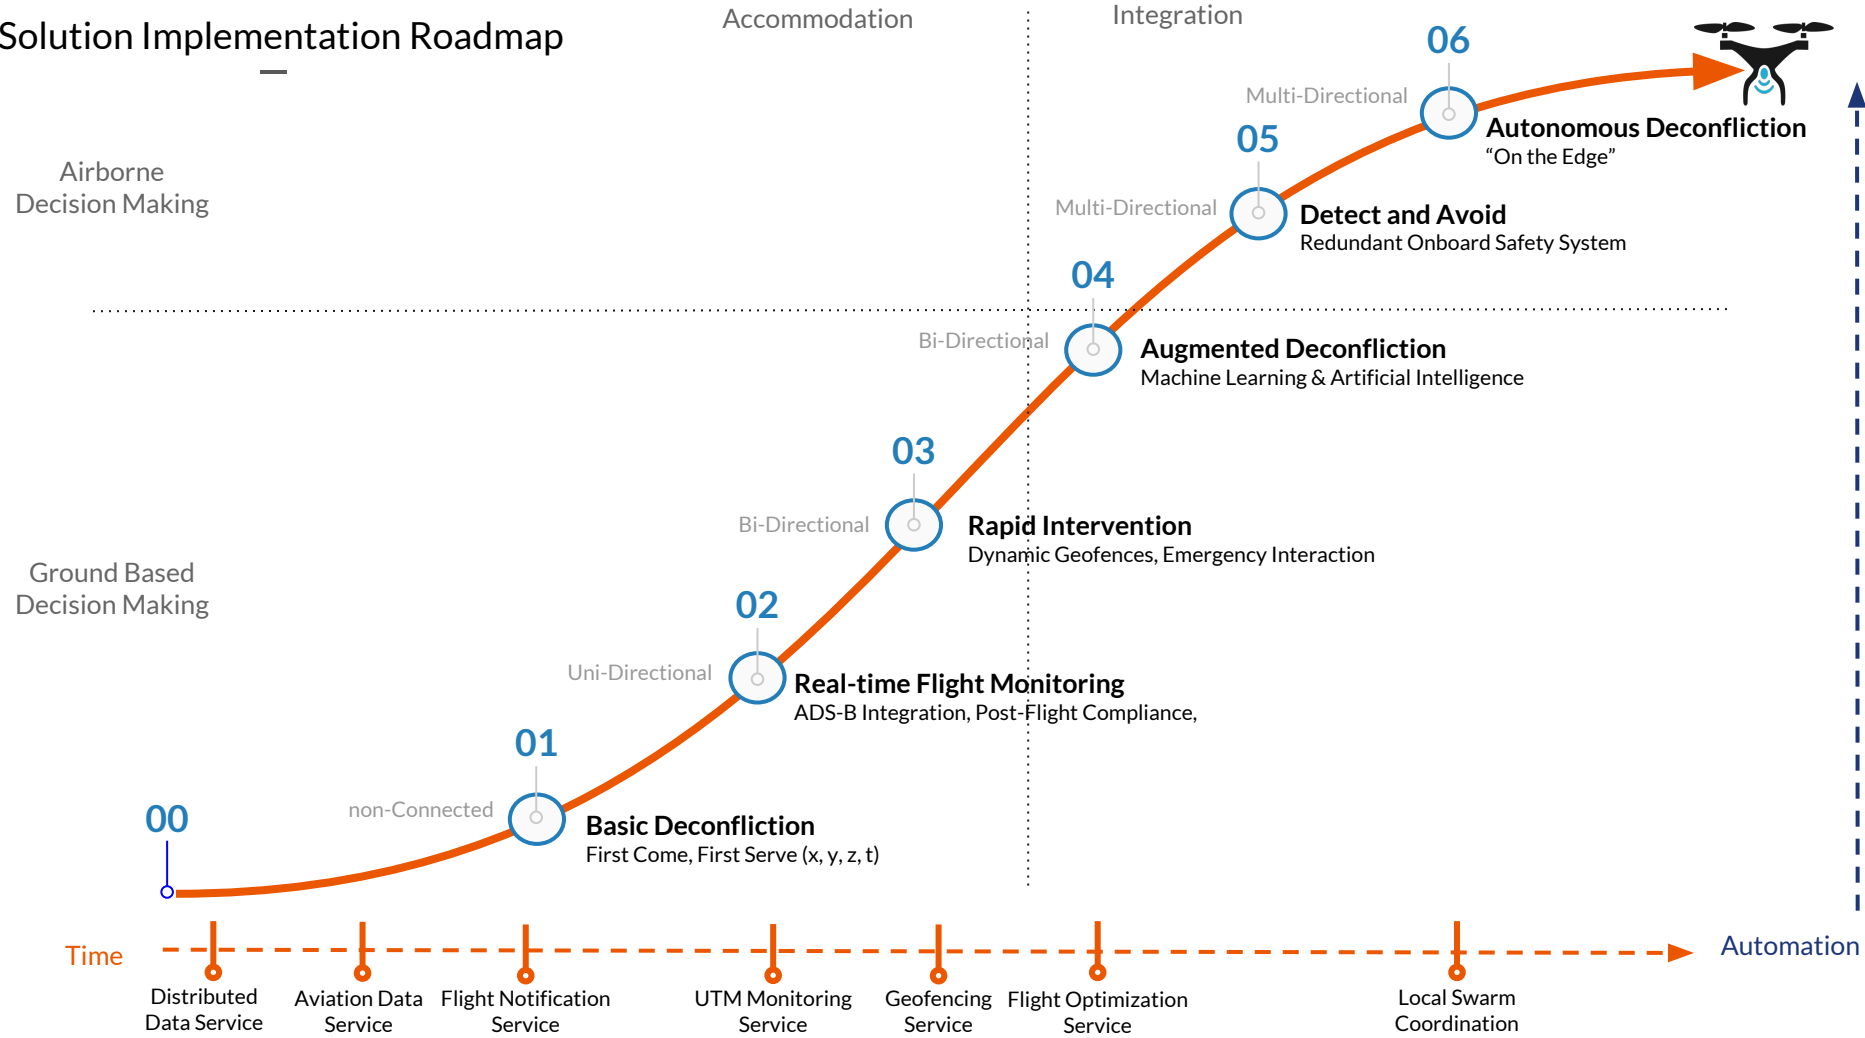 Solution Implementation Roadmap
Accommodation
Integration
Airborne
Decision Making
Ground Based
Decision Making
06
Multi-Directional
Autonomous Deconfliction
“On the Edge”
05
Multi-Directional
Detect and Avoid
Redundant Onboard Safety System
04
Bi-Directional
Augmented Deconfliction
Machine Learning & Artificial Intelligence
03
Bi-Directional
Rapid Intervention
Dynamic Geofences, Emergency Interaction
02
Uni-Directional
Real-time Flight Monitoring
ADS-B Integration, Post-Flight Compliance,
01
non-Connected
Basic Deconfliction
First Come, First Serve (x, y, z, t)
00
Time
Automation
Distributed
Data Service
Aviation Data
Service
Flight Notification
Service
UTM Monitoring
Service
Geofencing
Service
Flight Optimization
Service
Local Swarm
Coordination